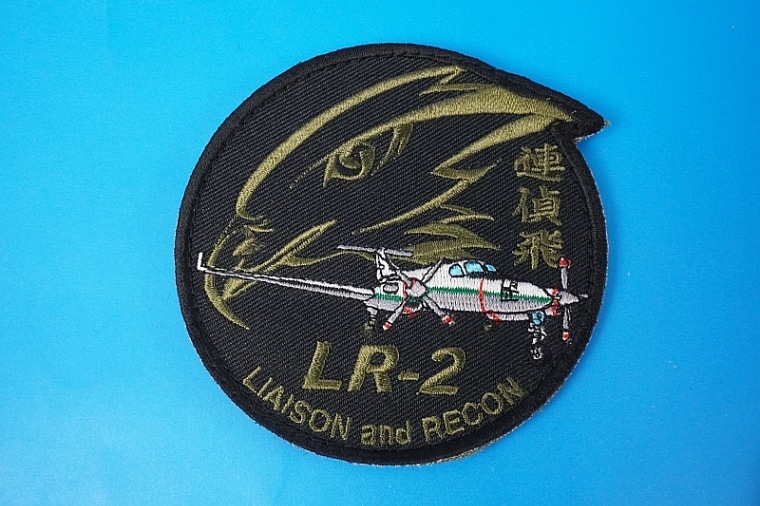 連偵飛
LR-2
LIAISON and RECON